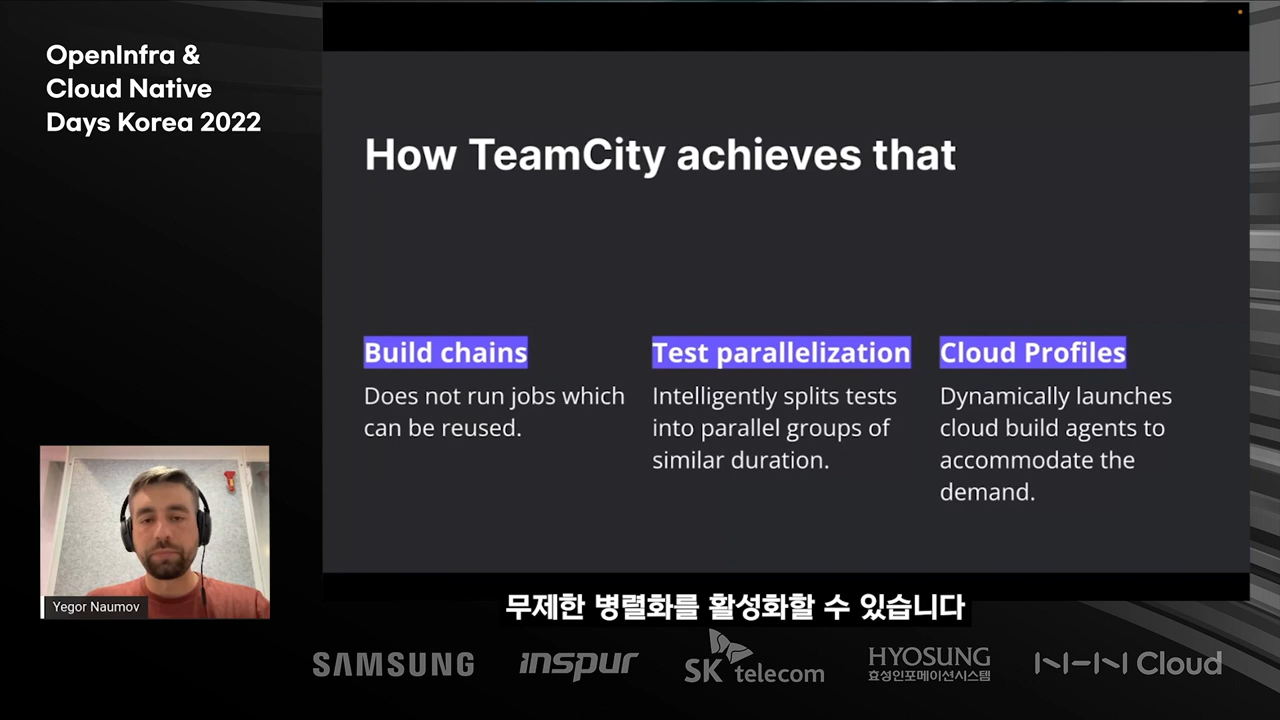 OpenInfra &
Cloud Native
Days Korea 2022
How TeamCity achieves that
Build chains
Does not run jobs which
can be reused.
Test parallelization
Intelligently splits tests
into parallel groups of
similar duration.
Cloud Profiles
Dynamically launches
cloud build agents to
accommodate the
demand.
Yegor Naumov
무제한 병렬화를 활성화할 수 있습니다
SAMSUNG
inspur
SK telecom
HYOSUNG
효성인포메이션시스템
NHN Cloud